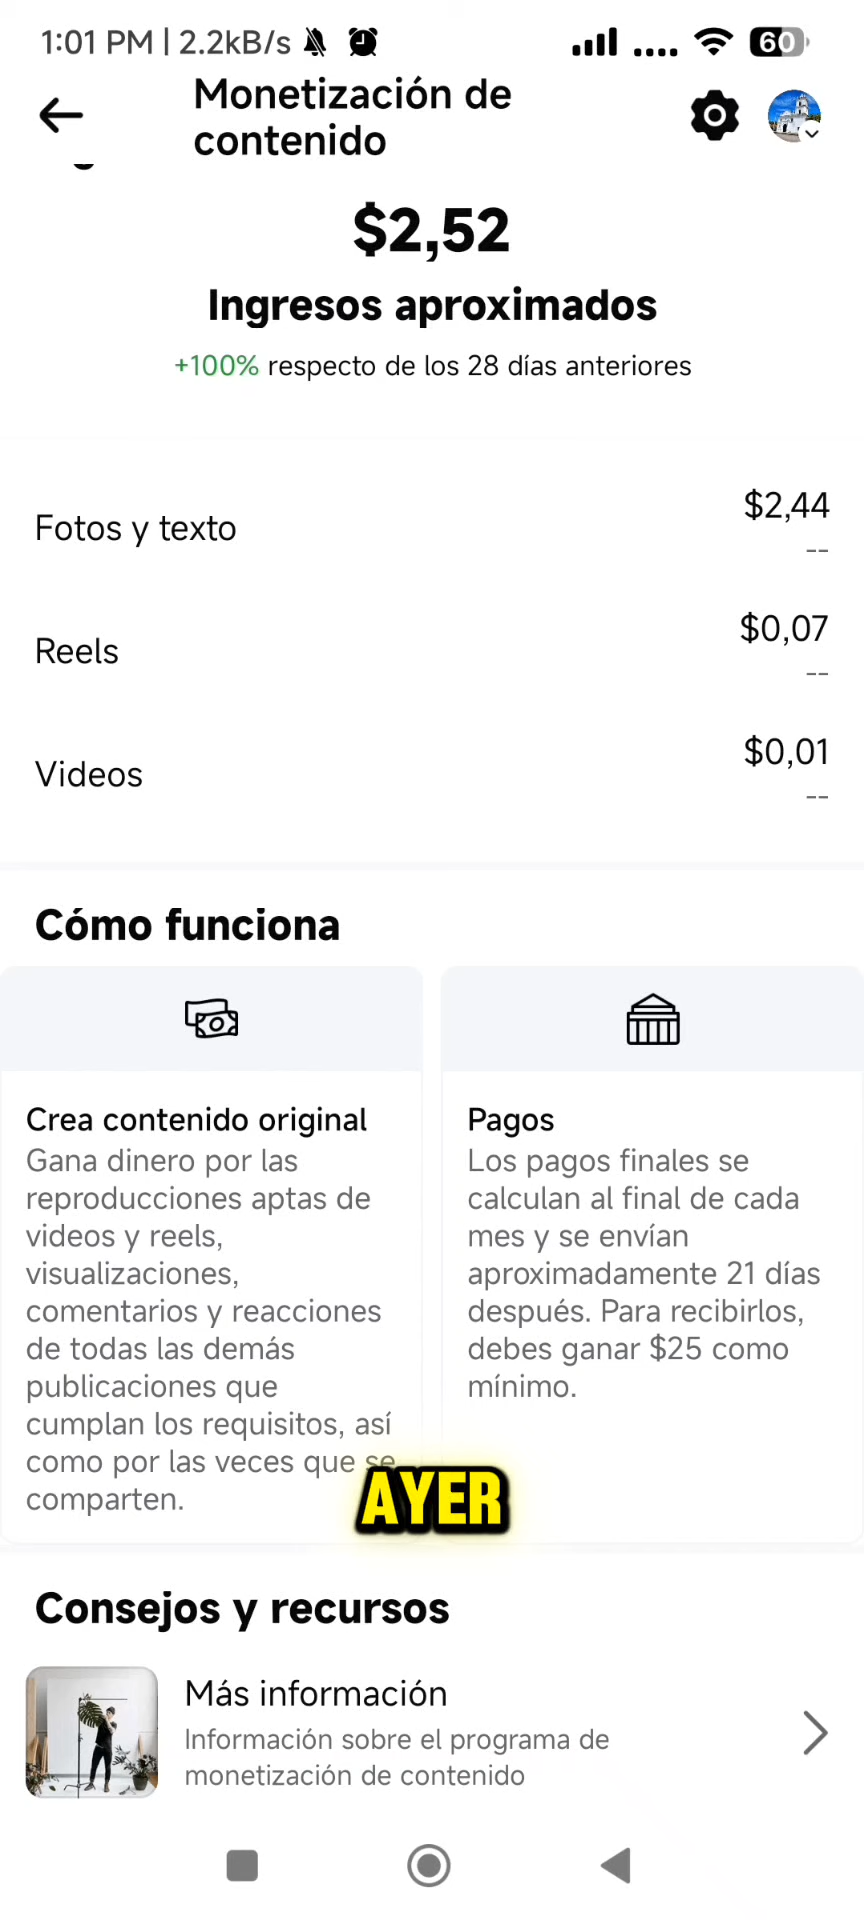 1:01 PM | 2.2kB/s
60
Monetización de
contenido
$2,52
Ingresos aproximados
+100% respecto de los 28 días anteriores
Fotos y texto
$2,44
--
Reels
$0,07
--
Videos
$0,01
--
Cómo funciona
Crea contenido original
Gana dinero por las
reproducciones aptas de
videos y reels,
visualizaciones,
comentarios y reacciones
de todas las demás
publicaciones que
cumplan los requisitos, así
como por las veces que se
comparten.
Pagos
Los pagos finales se
calculan al final de cada
mes y se envían
aproximadamente 21 días
después. Para recibirlos,
debes ganar $25 como
mínimo.
AYER
Consejos y recursos
Más información
Información sobre el programa de
monetización de contenido